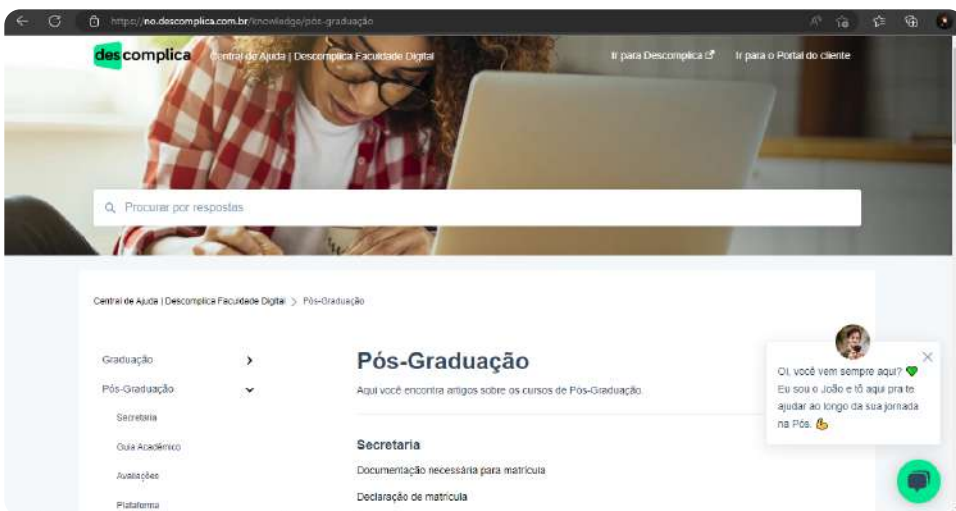 https://no.descomplica.com.br/knowledge/pós-graduação
descomplica
Central de Ajuda | Descomplica Faculdade Digital
Ir para Descomplica
Ir para o Portal do cliente
Procurar por respostas
Central de Ajuda | Descomplica Faculdade Digital > Pós-Graduação
Graduação
Pós-Graduação
Secretaria
Guia Acadêmico
Avaliações
Plataforma
Pós-Graduação
Aqui você encontra artigos sobre os cursos de Pós-Graduação
Secretaria
Documentação necessária para matrícula
Declaração de matrícula
Oi, você vem sempre aqui? 💚
Eu sou o João e tô aqui pra te
ajudar ao longo da sua jornada
na Pós. 💪